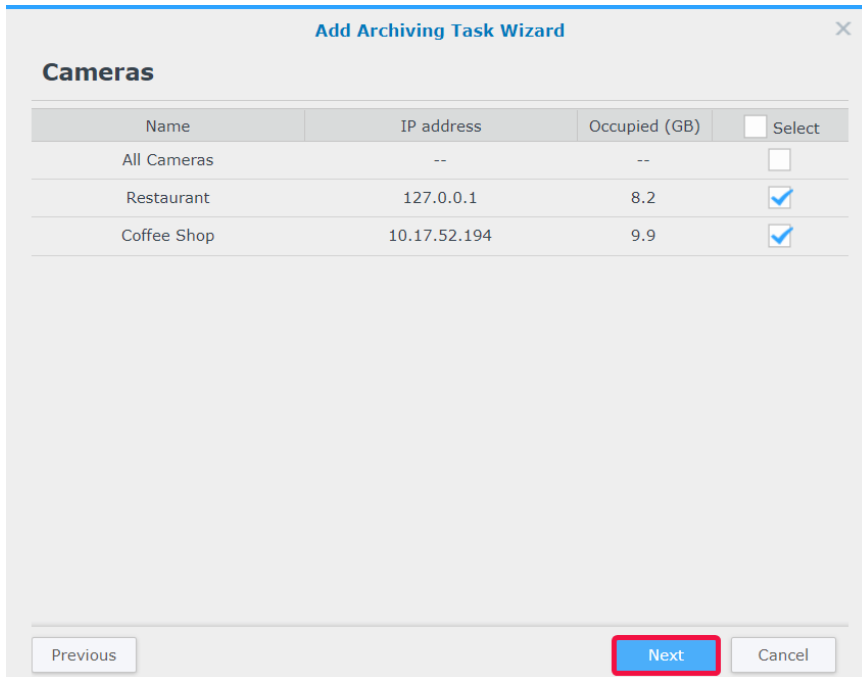 Add Archiving Task Wizard
Cameras
Name IP address Occupied (GB) Select
All Cameras -- --
Restaurant 127.0.0.1 8.2
Coffee Shop 10.17.52.194 9.9
Previous Next Cancel